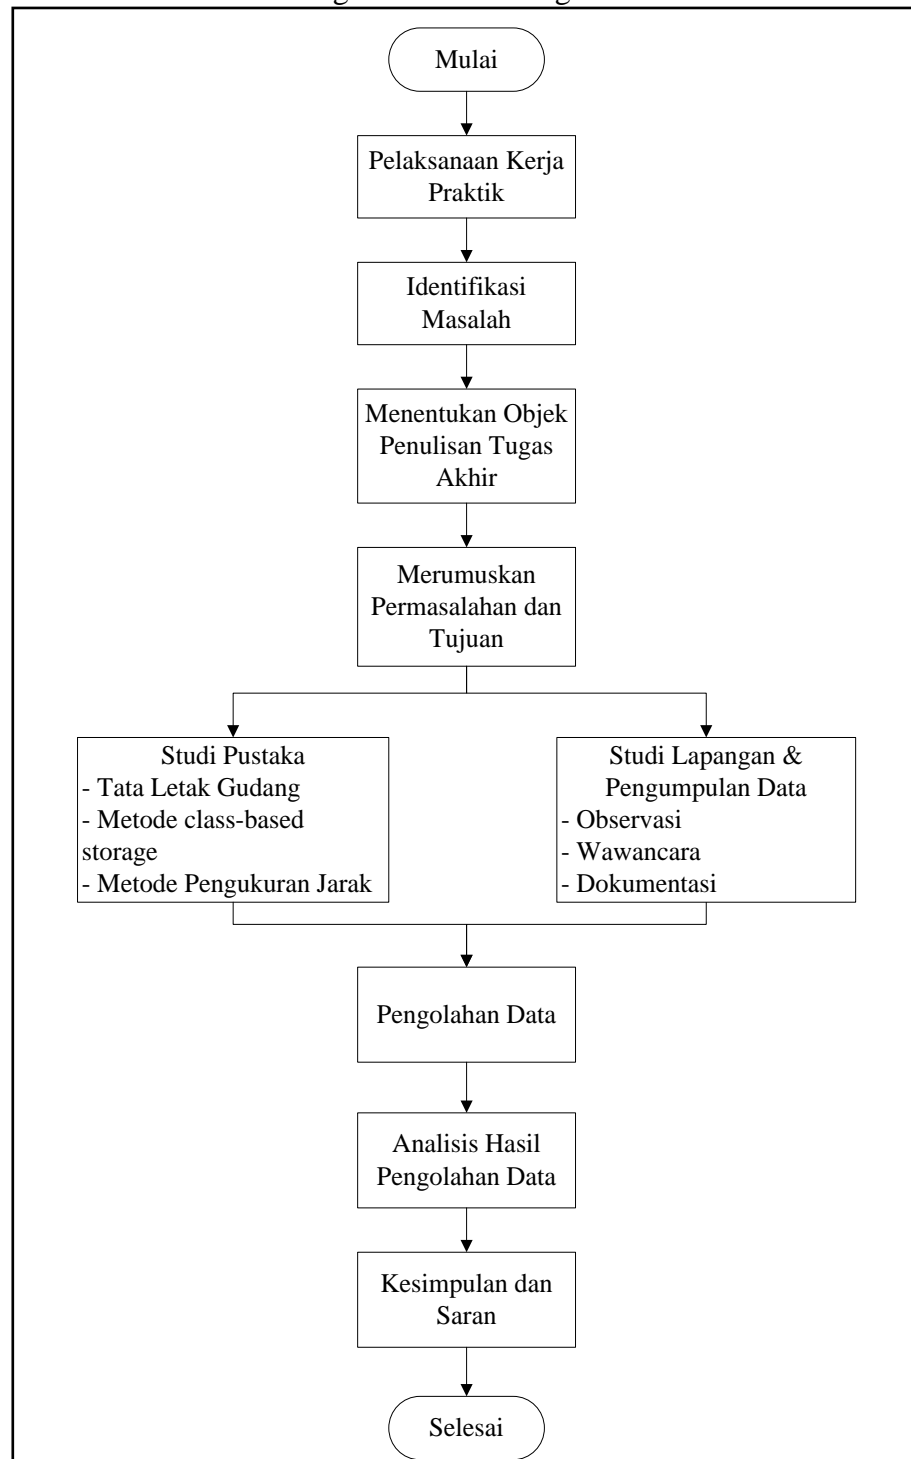 Mulai
Pelaksanaan Kerja
Praktik
Identifikasi
Masalah
Menentukan Objek
Penulisan Tugas
Akhir
Merumuskan
Permasalahan dan
Tujuan
Studi Pustaka
- Tata Letak Gudang
- Metode class-based
storage
- Metode Pengukuran Jarak
Studi Lapangan &
Pengumpulan Data
- Observasi
- Wawancara
- Dokumentasi
Pengolahan Data
Analisis Hasil
Pengolahan Data
Kesimpulan dan
Saran
Selesai